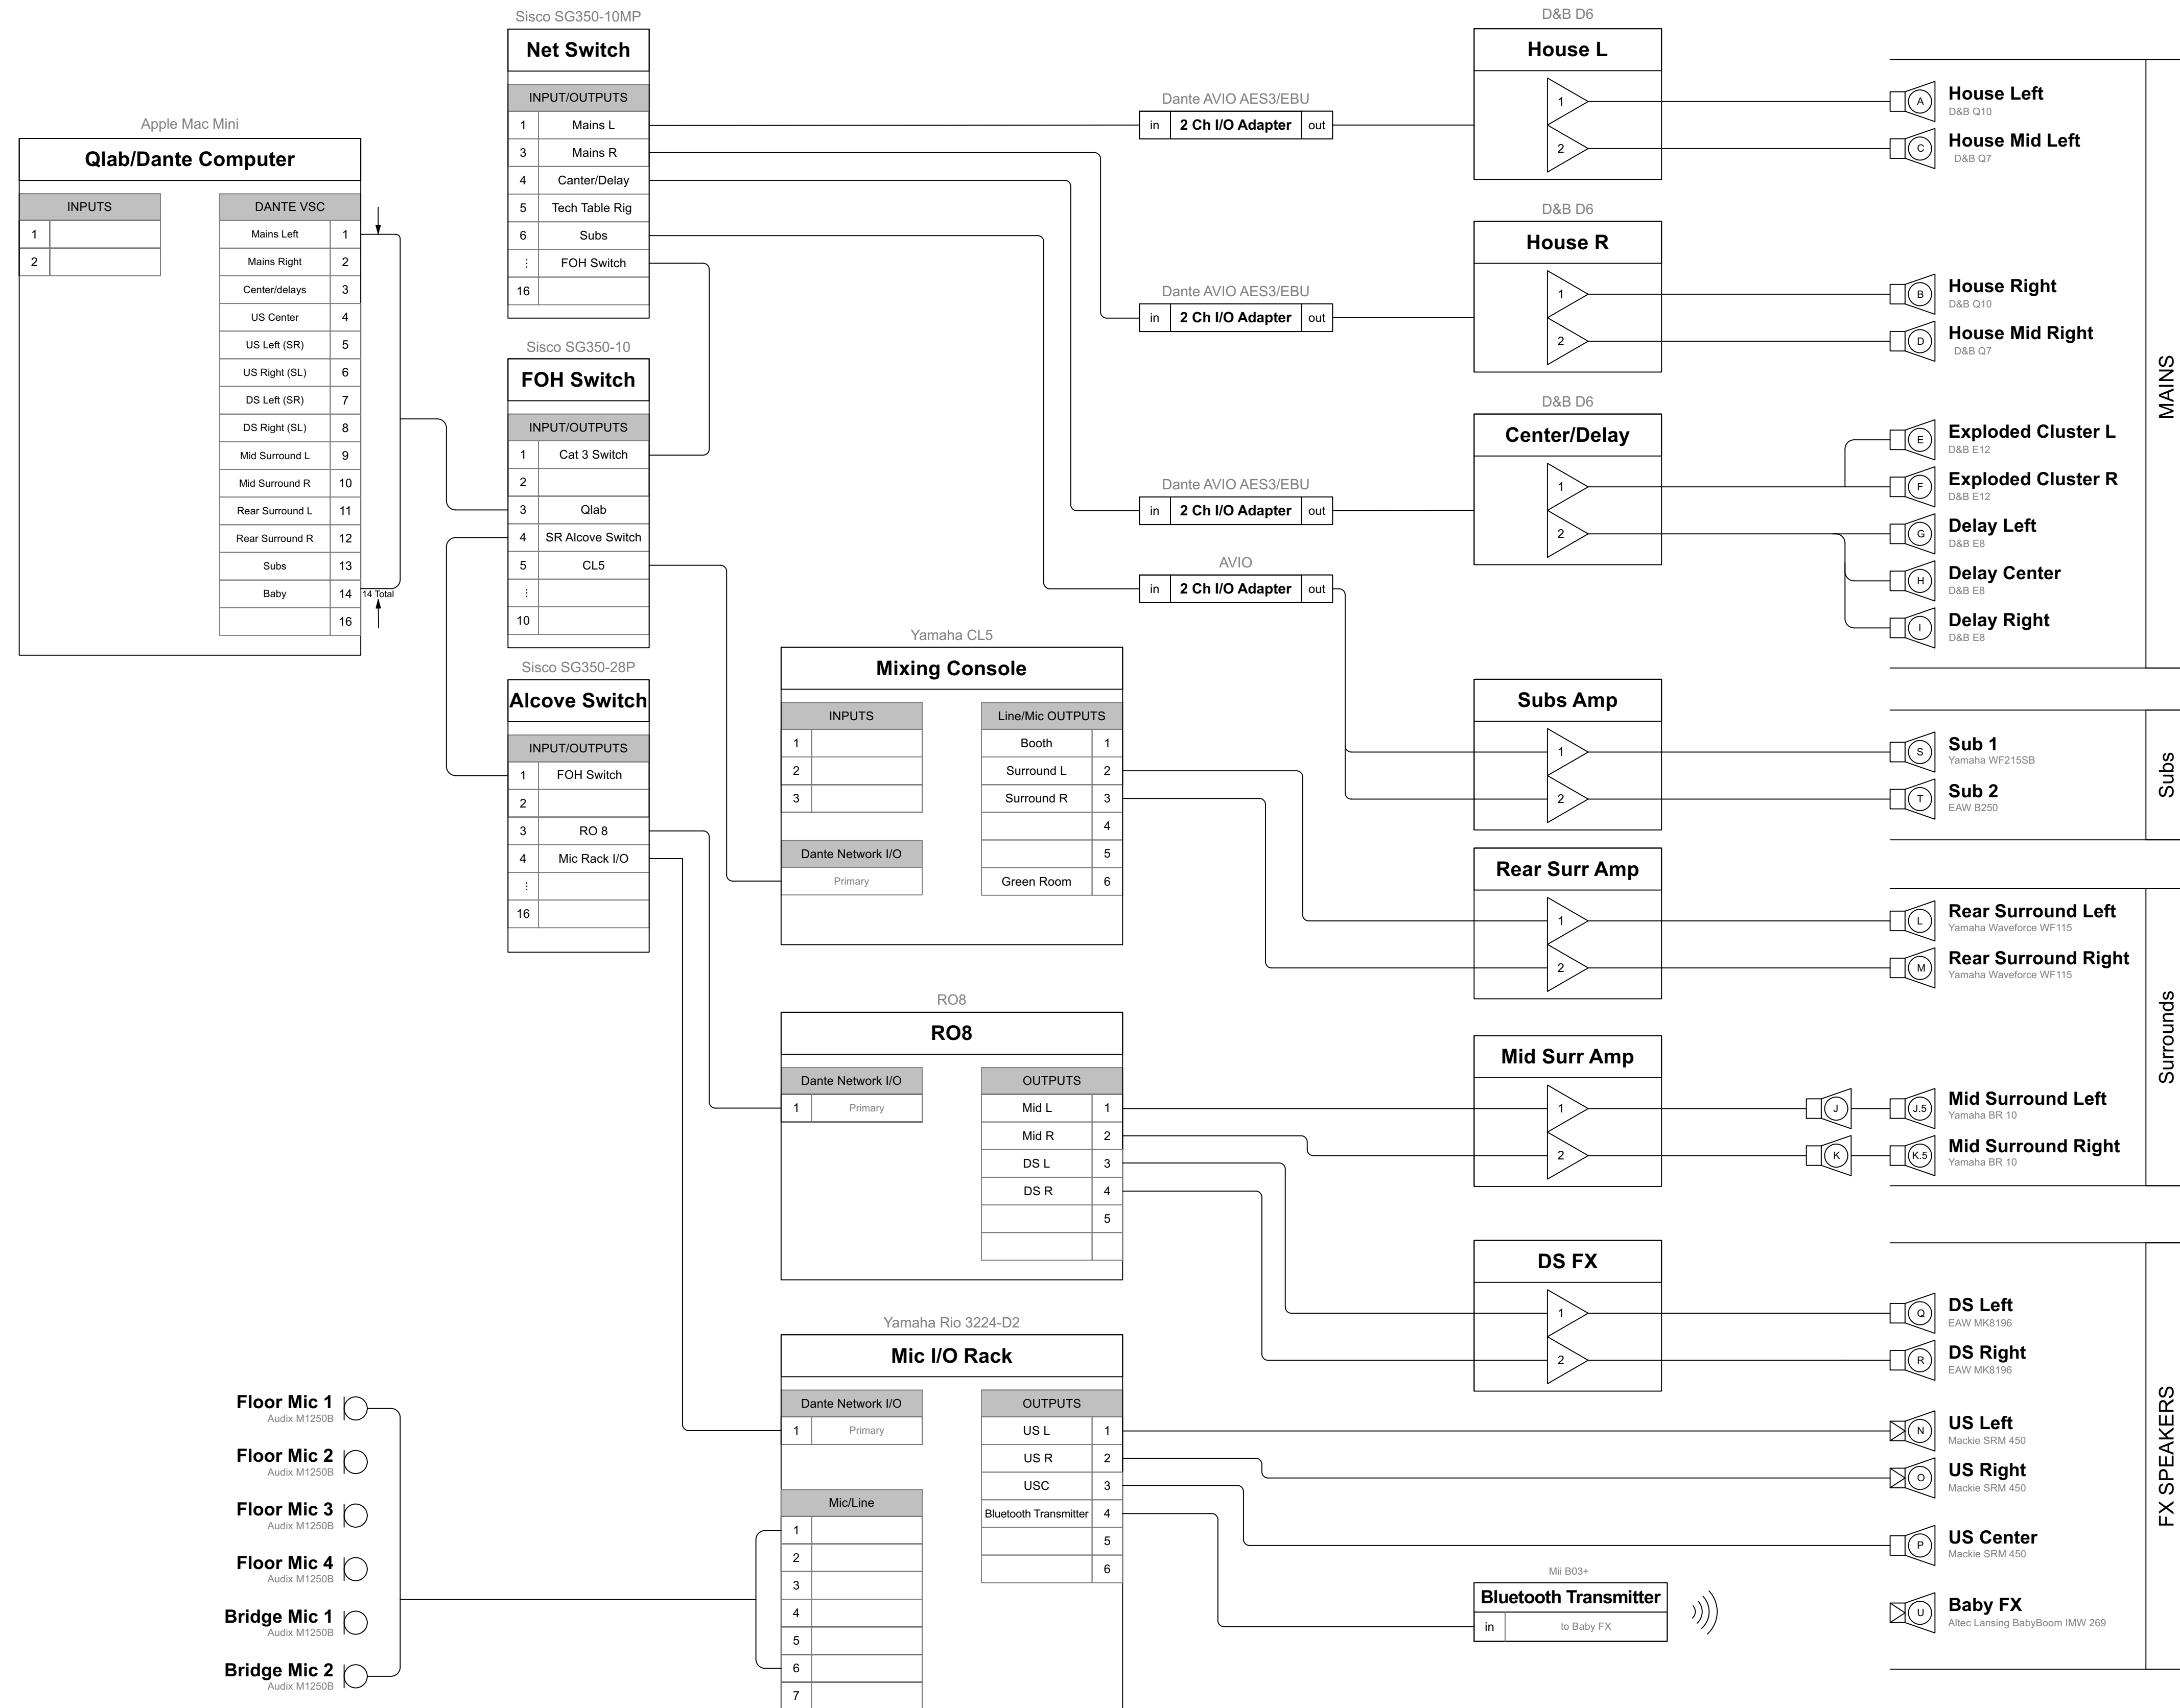 Apple Mac Mini
Qlab/Dante Computer
INPUTS
1
2
DANTE VSC
Mains Left 1
Mains Right 2
Center/delays 3
US Center 4
US Left (SR) 5
US Right (SL) 6
DS Left (SR) 7
DS Right (SL) 8
Mid Surround L 9
Mid Surround R 10
Rear Surround L 11
Rear Surround R 12
Subs 13
Baby 14
16
14 Total
Sisco SG350-10MP
Net Switch
INPUT/OUTPUTS
1 Mains L
3 Mains R
4 Canter/Delay
5 Tech Table Rig
6 Subs
⋮ FOH Switch
16
Sisco SG350-10
FOH Switch
INPUT/OUTPUTS
1 Cat 3 Switch
2
3 Qlab
4 SR Alcove Switch
5 CL5
⋮
10
Sisco SG350-28P
Alcove Switch
INPUT/OUTPUTS
1 FOH Switch
2
3 RO 8
4 Mic Rack I/O
⋮
16
Floor Mic 1
Audix M1250B
Floor Mic 2
Audix M1250B
Floor Mic 3
Audix M1250B
Floor Mic 4
Audix M1250B
Bridge Mic 1
Audix M1250B
Bridge Mic 2
Audix M1250B
Dante AVIO AES3/EBU
in 2 Ch I/O Adapter out
Dante AVIO AES3/EBU
in 2 Ch I/O Adapter out
Dante AVIO AES3/EBU
in 2 Ch I/O Adapter out
AVIO
in 2 Ch I/O Adapter out
Yamaha CL5
Mixing Console
INPUTS
1
2
3
Dante Network I/O
Primary
Line/Mic OUTPUTS
Booth 1
Surround L 2
Surround R 3
4
5
Green Room 6
RO8
RO8
Dante Network I/O
1 Primary
OUTPUTS
Mid L 1
Mid R 2
DS L 3
DS R 4
5
Yamaha Rio 3224-D2
Mic I/O Rack
Dante Network I/O
1 Primary
Mic/Line
1
2
3
4
5
6
7
OUTPUTS
US L 1
US R 2
USC 3
Bluetooth Transmitter 4
5
6
D&B D6
House L
1
2
D&B D6
House R
1
2
D&B D6
Center/Delay
1
2
Subs Amp
1
2
Rear Surr Amp
1
2
Mid Surr Amp
1
2
DS FX
1
2
Mii B03+
Bluetooth Transmitter
in to Baby FX
A House Left
D&B Q10
C House Mid Left
D&B Q7
B House Right
D&B Q10
D House Mid Right
D&B Q7
E Exploded Cluster L
D&B E12
F Exploded Cluster R
D&B E12
G Delay Left
D&B E8
H Delay Center
D&B E8
I Delay Right
D&B E8
MAINS
S Sub 1
Yamaha WF215SB
T Sub 2
EAW B250
Subs
L Rear Surround Left
Yamaha Waveforce WF115
M Rear Surround Right
Yamaha Waveforce WF115
J J.5 Mid Surround Left
Yamaha BR 10
K K.5 Mid Surround Right
Yamaha BR 10
Surrounds
Q DS Left
EAW MK8196
R DS Right
EAW MK8196
N US Left
Mackie SRM 450
O US Right
Mackie SRM 450
P US Center
Mackie SRM 450
U Baby FX
Altec Lansing BabyBoom IMW 269
FX SPEAKERS